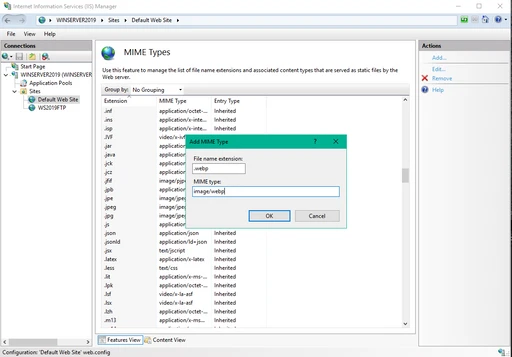 Internet Information Services (IIS) Manager
WINSERVER2019 ▸ Sites ▸ Default Web Site ▸
File View Help
Connections
Start Page
WINSERVER2019 (WINSERVER
Application Pools
Sites
Default Web Site
WS2019FTP
MIME Types
Use this feature to manage the list of file name extensions and associated content types that are served as static files by the
Web server.
Group by: No Grouping
Extension MIME Type Entry Type
.inf application/octet-... Inherited
.ins application/x-inte... Inherited
.isp application/x-inte... Inherited
.IVF video/x-ivf
.jar application/octet-...
.java application/octet-...
.jck application/liquid...
.jcz application/liquid...
.jfif image/pjpeg
.jpb application/octet-...
.jpe image/jpeg
.jpeg image/jpeg
.jpg image/jpeg
.js application/javascript
.json application/json Inherited
.jsonld application/ld+json Inherited
.jsx text/jscript Inherited
.latex application/x-latex Inherited
.less text/css Inherited
.lit application/x-ms-... Inherited
.lpk application/octet-... Inherited
.lsf video/x-la-asf Inherited
.lsx video/x-la-asf Inherited
.lzh application/octet-... Inherited
.m13 application/x-ms-... Inherited
Add MIME Type
? ×
File name extension:
.webp
MIME type:
image/webp
OK Cancel
Features View Content View
Actions
Add...
Edit...
Remove
Help
Configuration: 'Default Web Site' web.config